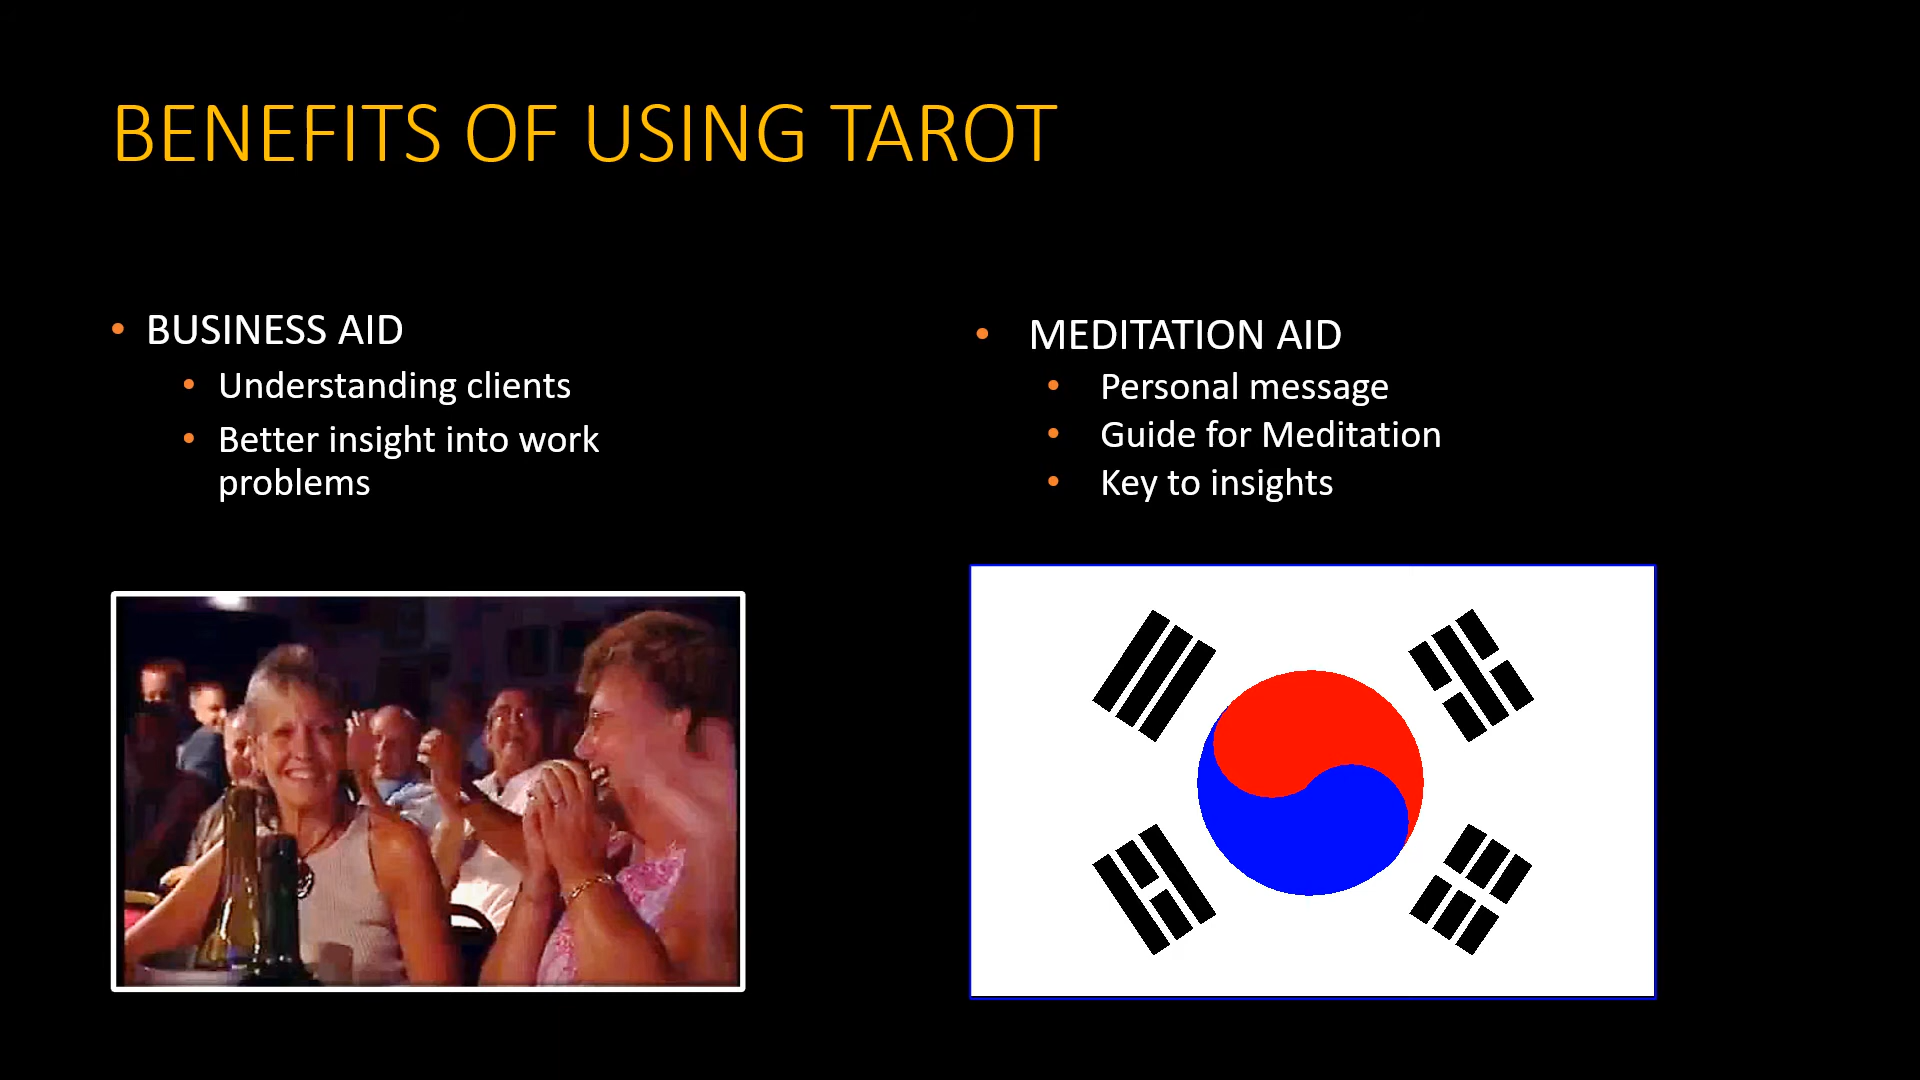 BENEFITS OF USING TAROT
• BUSINESS AID
• Understanding clients
• Better insight into work
problems
• MEDITATION AID
• Personal message
• Guide for Meditation
• Key to insights